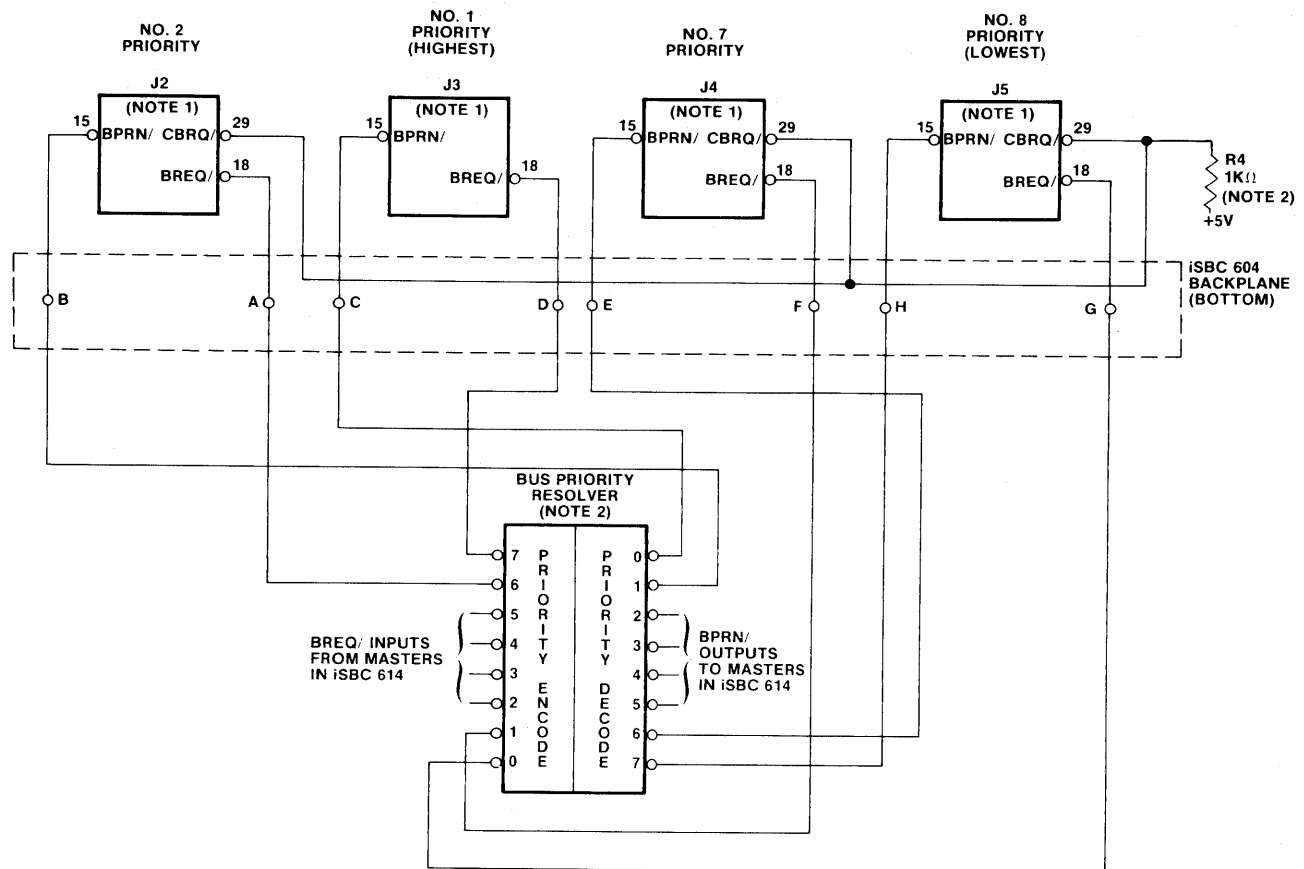 NO. 2
PRIORITY
NO. 1
PRIORITY
(HIGHEST)
NO. 7
PRIORITY
NO. 8
PRIORITY
(LOWEST)
J2
(NOTE 1)
15
BPRN/ CBRQ/
29
BREQ/
18
J3
(NOTE 1)
15
BPRN/
BREQ/
18
J4
(NOTE 1)
15
BPRN/ CBRQ/
29
BREQ/
18
J5
(NOTE 1)
15
BPRN/ CBRQ/
29
BREQ/
18
R4
1KΩ
(NOTE 2)
+5V
iSBC 604
BACKPLANE
(BOTTOM)
B
A
C
D
E
F
H
G
BUS PRIORITY
RESOLVER
(NOTE 2)
7
6
5
4
3
2
1
0
PRIORITY ENCODE
PRIORITY DECODE
0
1
2
3
4
5
6
7
BREQ/ INPUTS
FROM MASTERS
IN iSBC 614
BPRN/
OUTPUTS
TO MASTERS
IN iSBC 614